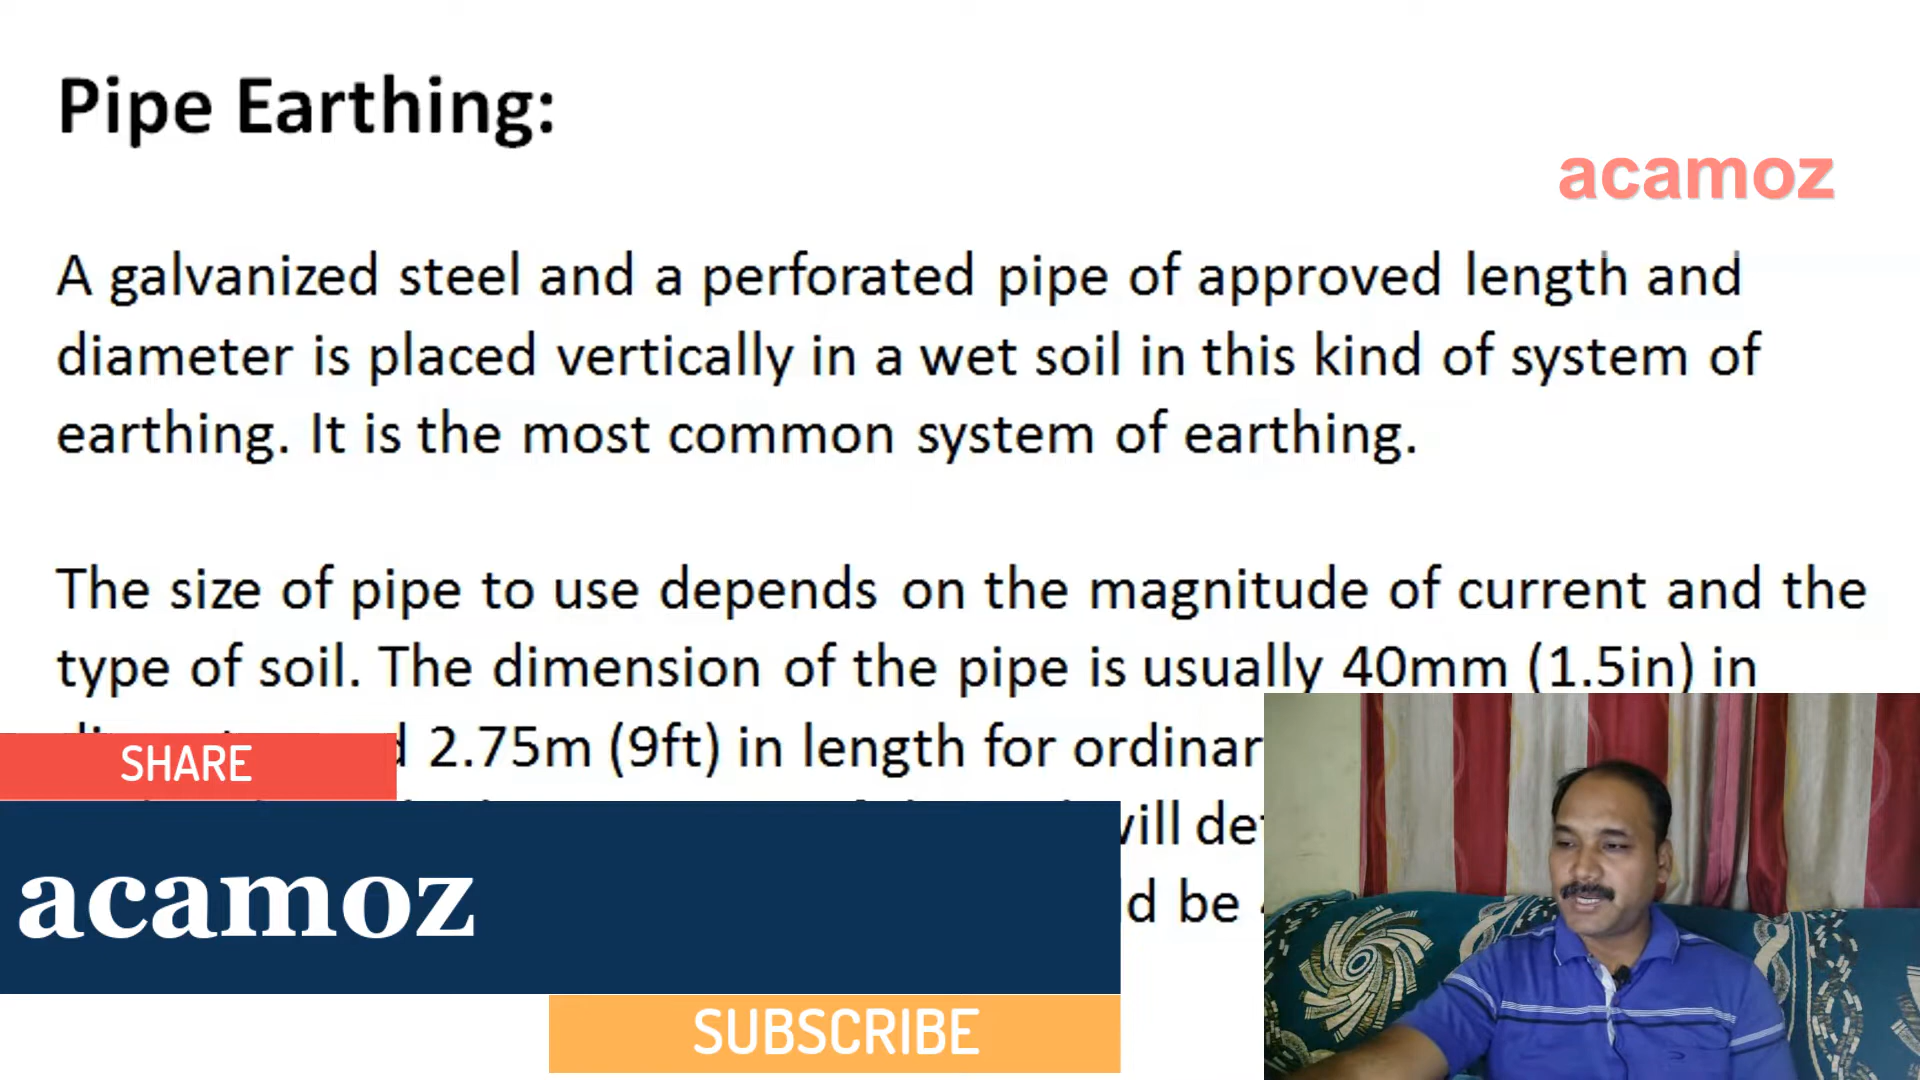 Pipe Earthing:
acamoz
A galvanized steel and a perforated pipe of approved length and
diameter is placed vertically in a wet soil in this kind of system of
earthing. It is the most common system of earthing.
The size of pipe to use depends on the magnitude of current and the
type of soil. The dimension of the pipe is usually 40mm (1.5in) in
2.75m (9ft) in length for
SHARE
be
acamoz
SUBSCRIBE